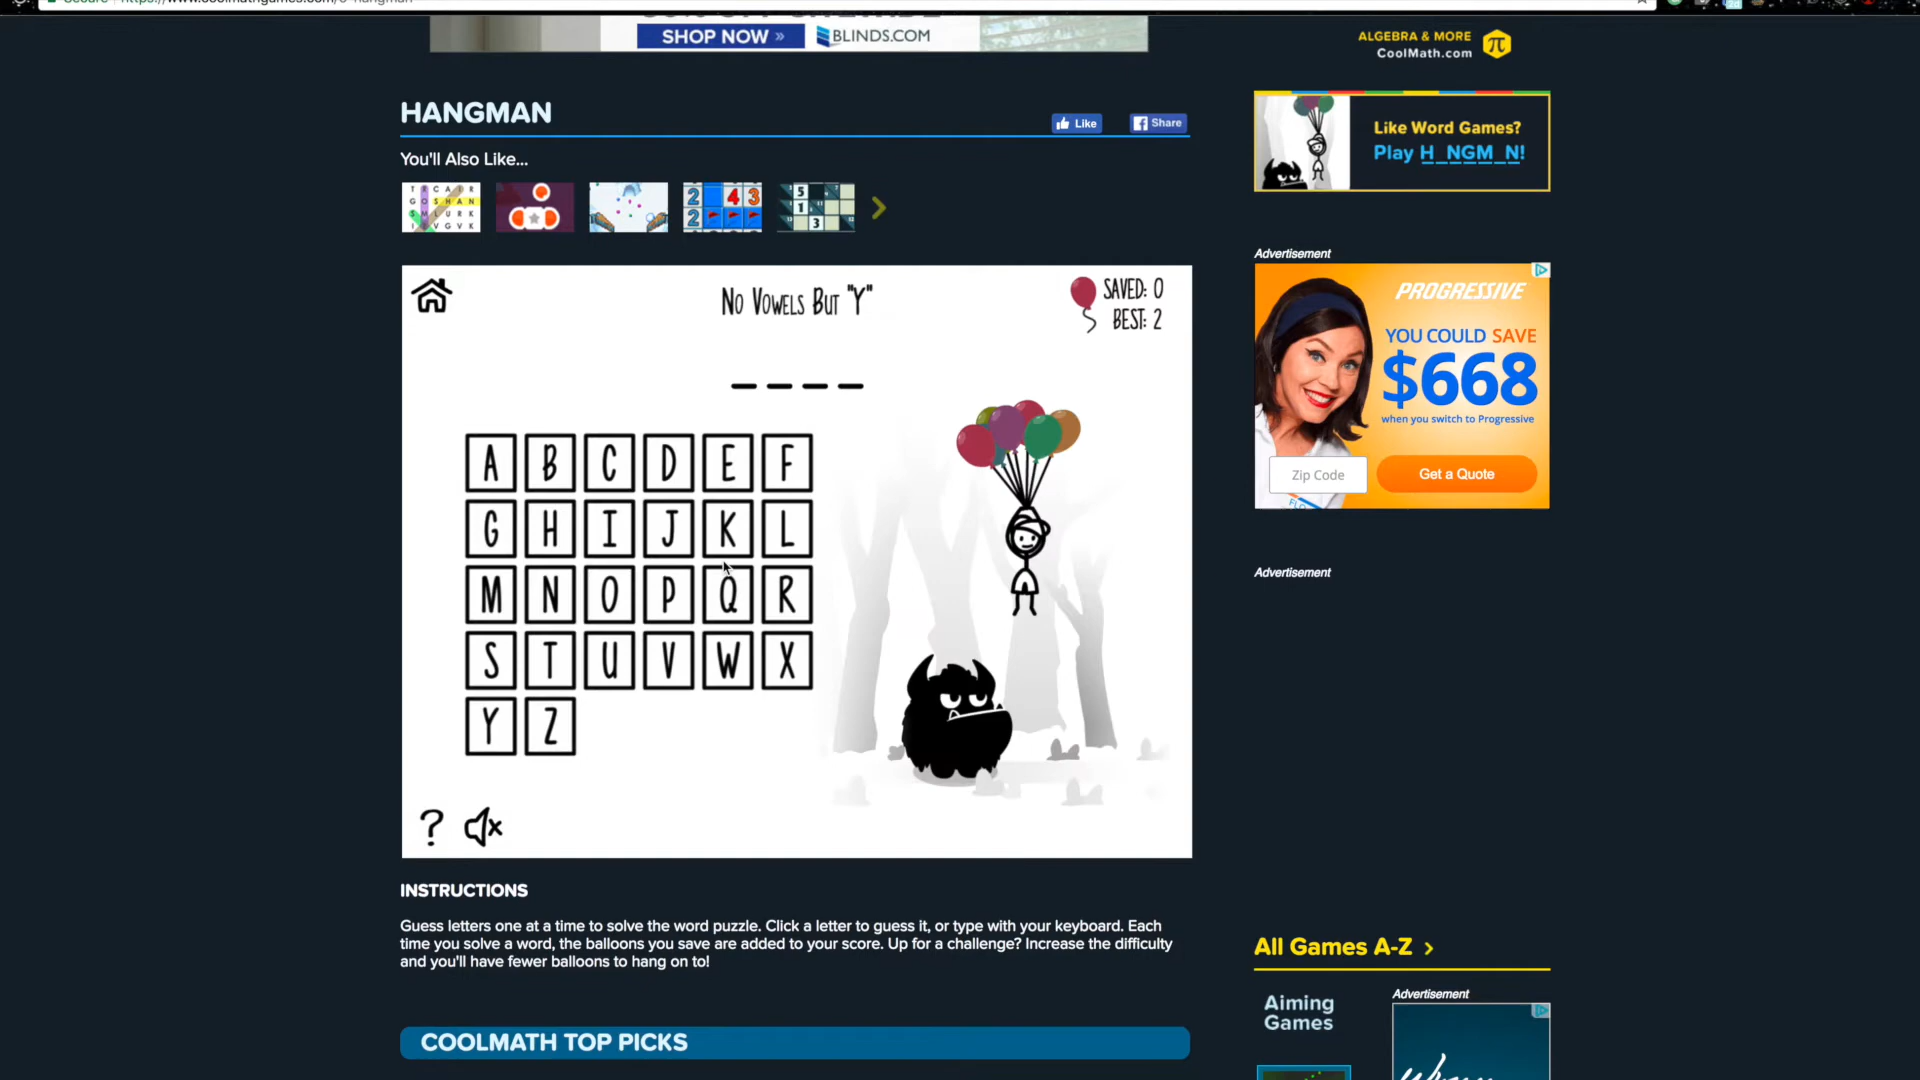 SHOP NOW »
BLINDS.COM
ALGEBRA & MORE
CoolMath.com
HANGMAN
Like
Share
Like Word Games?
Play H_NGM_N!
You'll Also Like...
NO VOWELS BUT "Y"
SAVED: 0
BEST: 2
_ _ _ _
A B C D E F
G H I J K L
M N O P Q R
S T U V W X
Y Z
?
Advertisement
PROGRESSIVE
YOU COULD SAVE
$668
when you switch to Progressive
Zip Code
Get a Quote
Advertisement
INSTRUCTIONS
Guess letters one at a time to solve the word puzzle. Click a letter to guess it, or type with your keyboard. Each
time you solve a word, the balloons you save are added to your score. Up for a challenge? Increase the difficulty
and you'll have fewer balloons to hang on to!
All Games A-Z
Aiming
Games
Advertisement
COOLMATH TOP PICKS